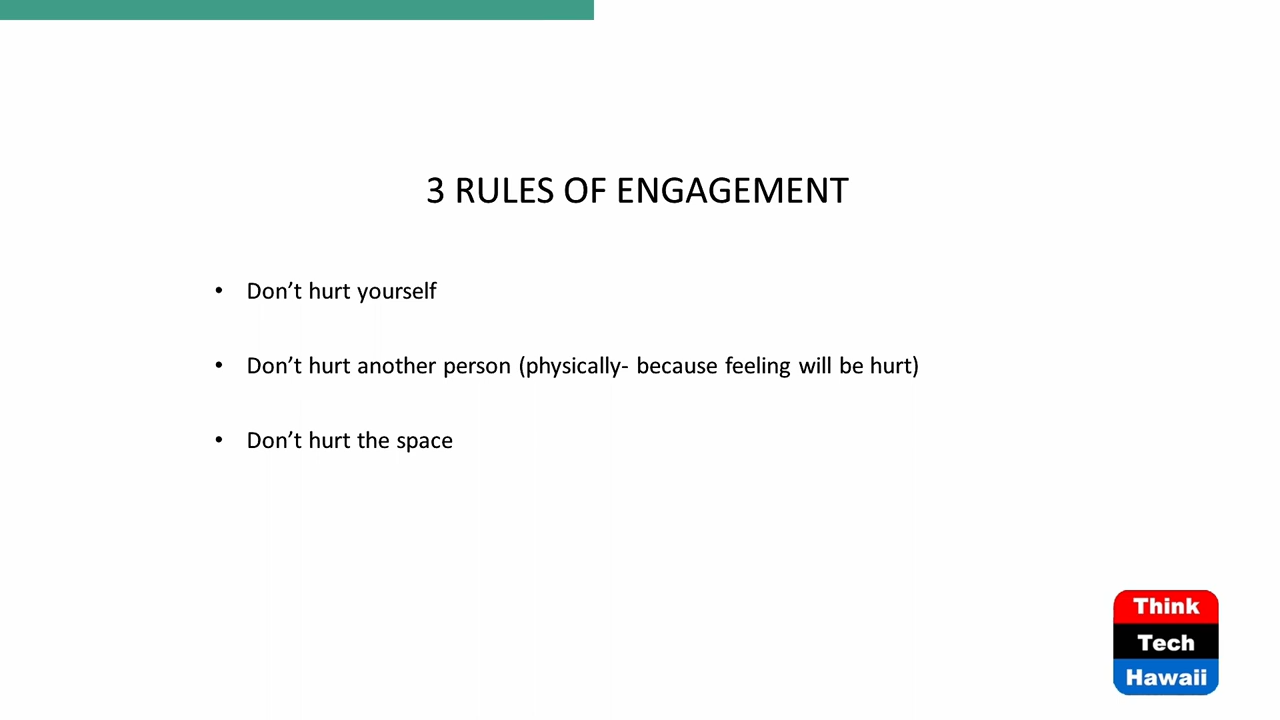 3 RULES OF ENGAGEMENT
• Don’t hurt yourself
• Don’t hurt another person (physically- because feeling will be hurt)
• Don’t hurt the space
Think
Tech
Hawaii